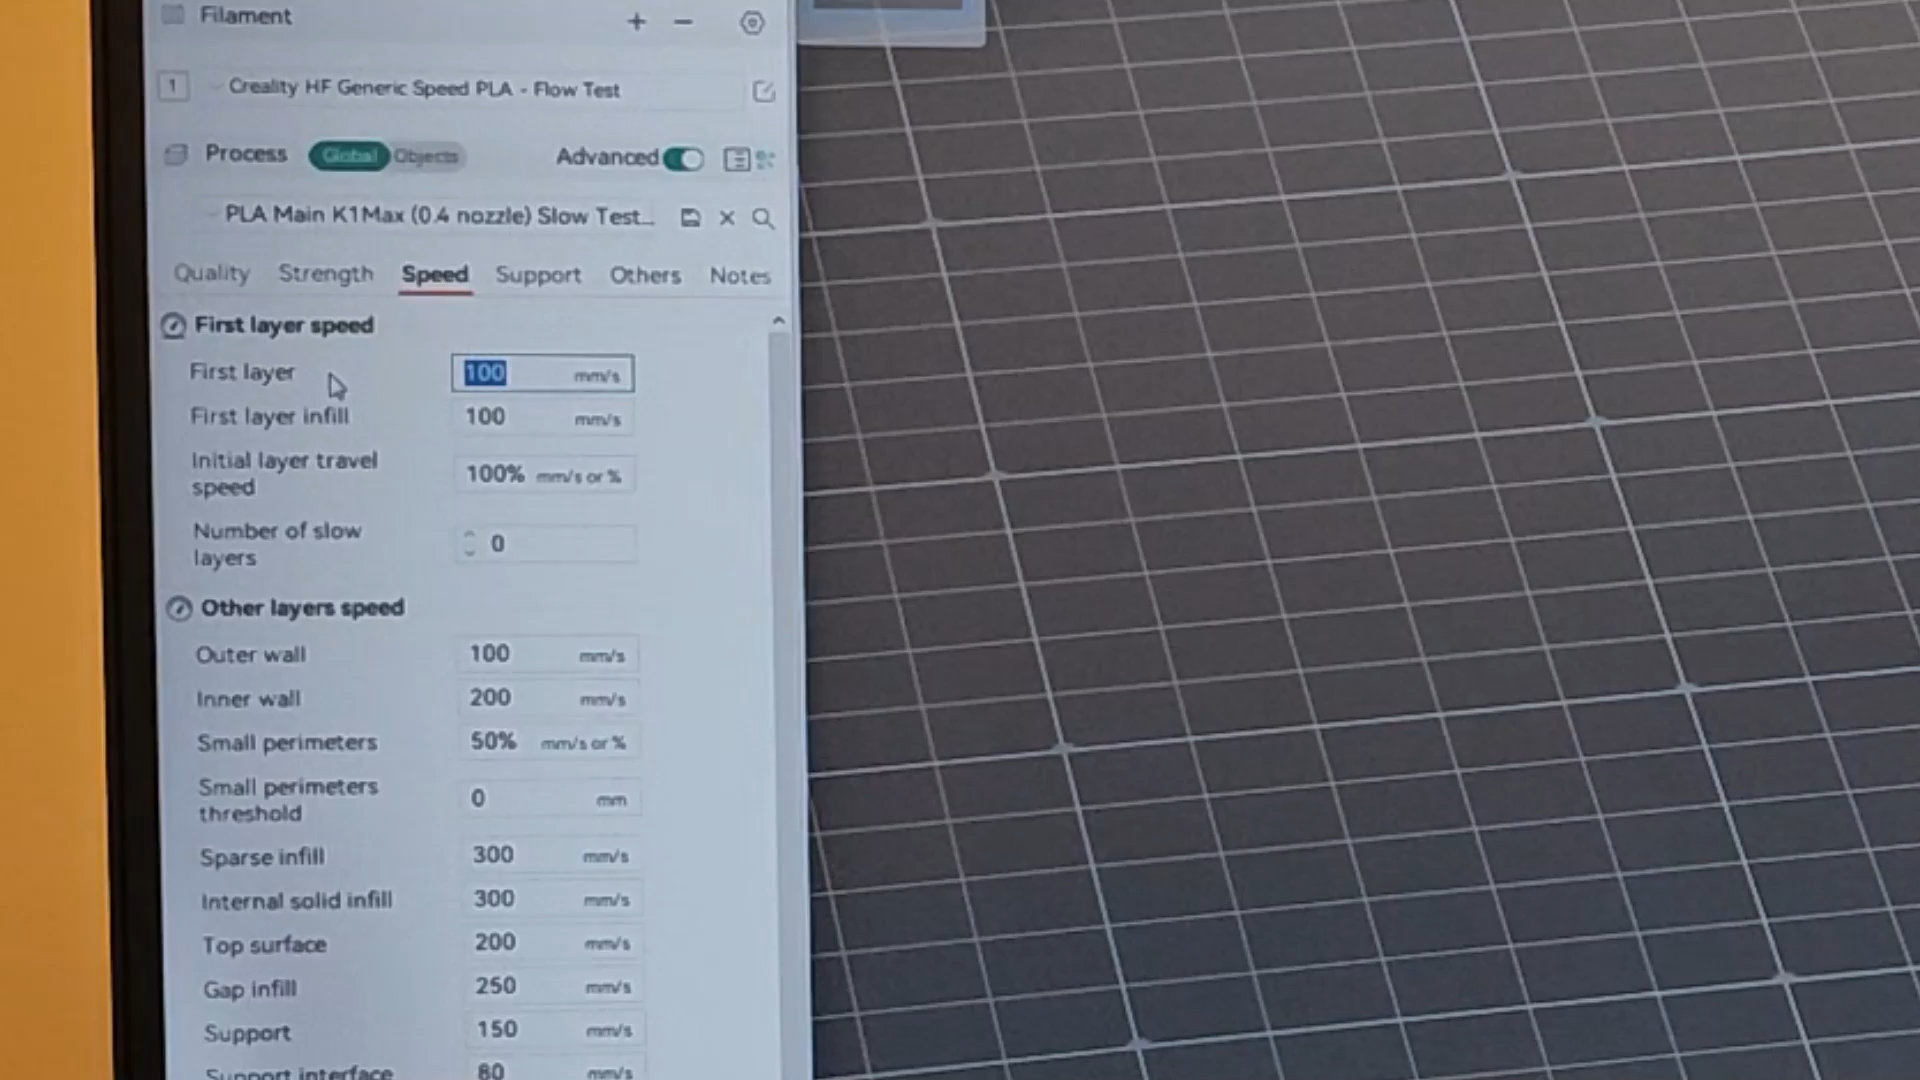 Filament
1 Creality HF Generic Speed PLA - Flow Test
Process Global Objects Advanced
PLA Main K1Max (0.4 nozzle) Slow Test...
Quality Strength Speed Support Others Notes
First layer speed
First layer 100 mm/s
First layer infill 100 mm/s
Initial layer travel
speed 100% mm/s or %
Number of slow
layers 0
Other layers speed
Outer wall 100 mm/s
Inner wall 200 mm/s
Small perimeters 50% mm/s or %
Small perimeters
threshold 0 mm
Sparse infill 300 mm/s
Internal solid infill 300 mm/s
Top surface 200 mm/s
Gap infill 250 mm/s
Support 150 mm/s
Support interface 80 mm/s